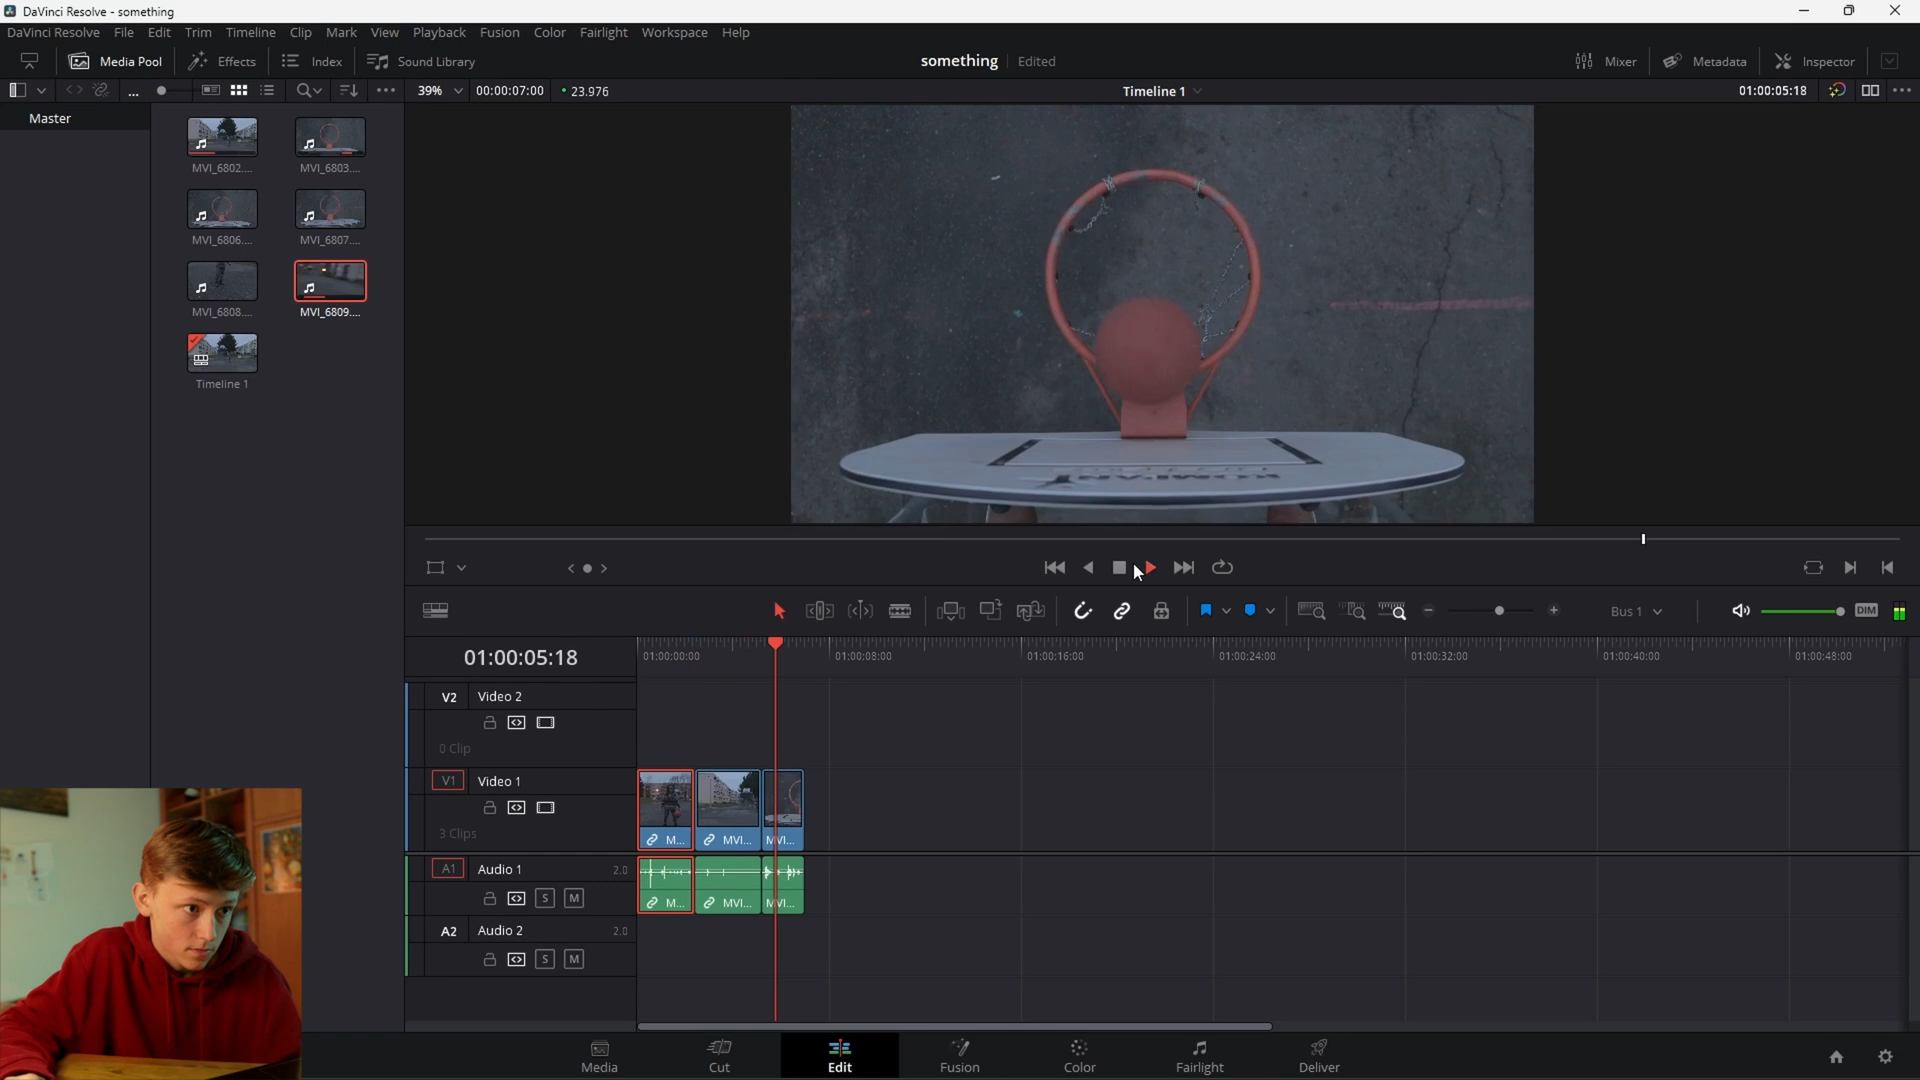 DaVinci Resolve - something
DaVinci Resolve File Edit Trim Timeline Clip Mark View Playback Fusion Color Fairlight Workspace Help
Media Pool Effects Index Sound Library something Edited Mixer Metadata Inspector
... 39% 00:00:07:00 23.976 Timeline 1 01:00:05:18
Master
MVI_6802.... MVI_6803....
MVI_6806.... MVI_6807....
MVI_6808.... MVI_6809....
Timeline 1
Bus 1 DIM
01:00:05:18 01:00:00:00 01:00:08:00 01:00:16:00 01:00:24:00 01:00:32:00 01:00:40:00 01:00:48:00
V2 Video 2
0 Clip
V1 Video 1
3 Clips
M... MVI... MVI...
A1 Audio 1 2.0
S M
M... MVI... MVI...
A2 Audio 2 2.0
S M
Media Cut Edit Fusion Color Fairlight Deliver